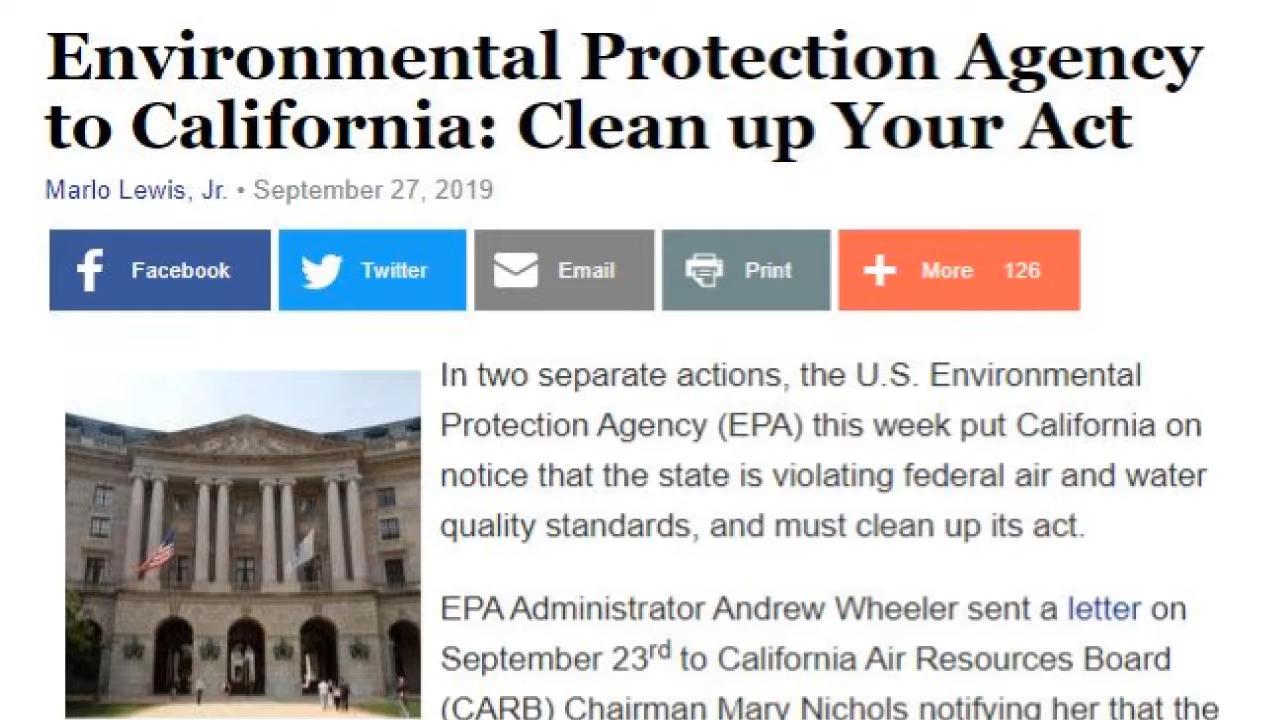 Environmental Protection Agency
to California: Clean up Your Act
Marlo Lewis, Jr. • September 27, 2019
Facebook Twitter Email Print More 126
In two separate actions, the U.S. Environmental
Protection Agency (EPA) this week put California on
notice that the state is violating federal air and water
quality standards, and must clean up its act.
EPA Administrator Andrew Wheeler sent a letter on
September 23rd to California Air Resources Board
(CARB) Chairman Mary Nichols notifying her that the